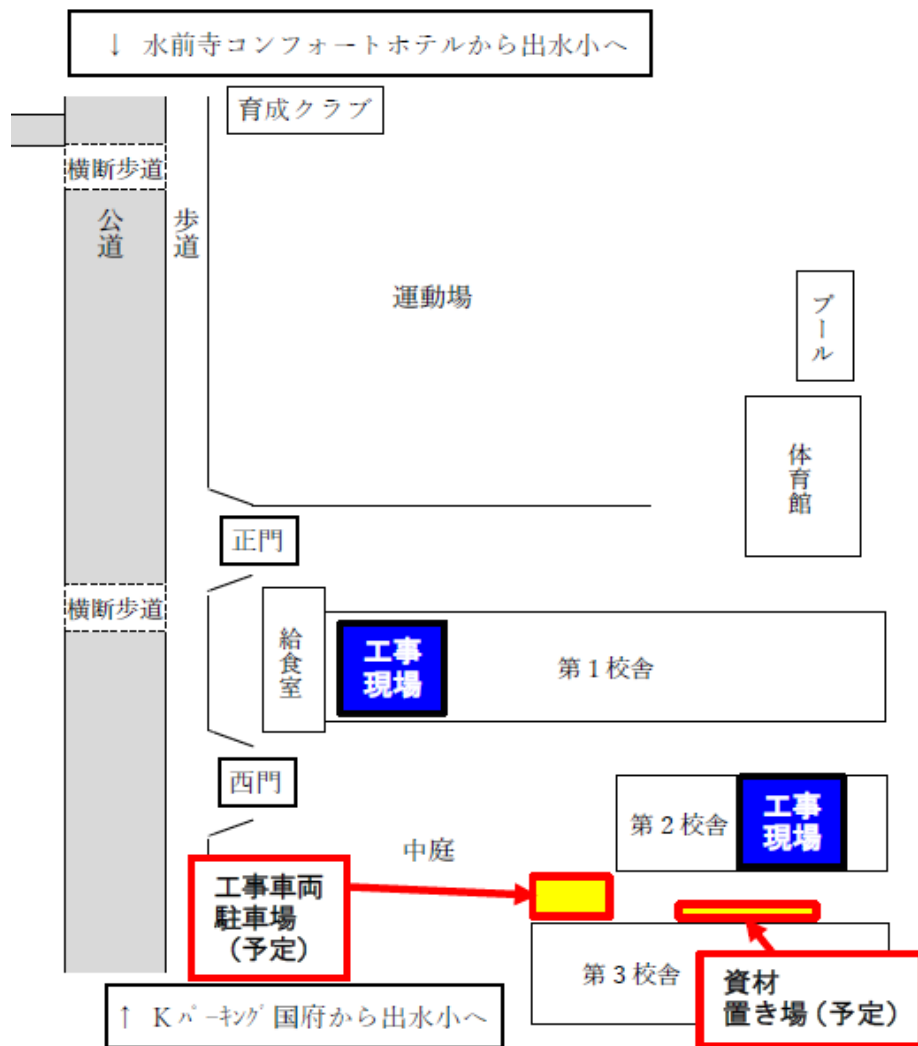 ↓ 水前寺コンフォートホテルから出水小へ
育成クラブ
横断歩道
公道
歩道
運動場
プール
体育館
正門
横断歩道
給食室
工事
現場
第1校舎
西門
第2校舎
工事
現場
中庭
工事車両
駐車場
(予定)
第3校舎
資材
置き場(予定)
↑ Kパーキング国府から出水小へ